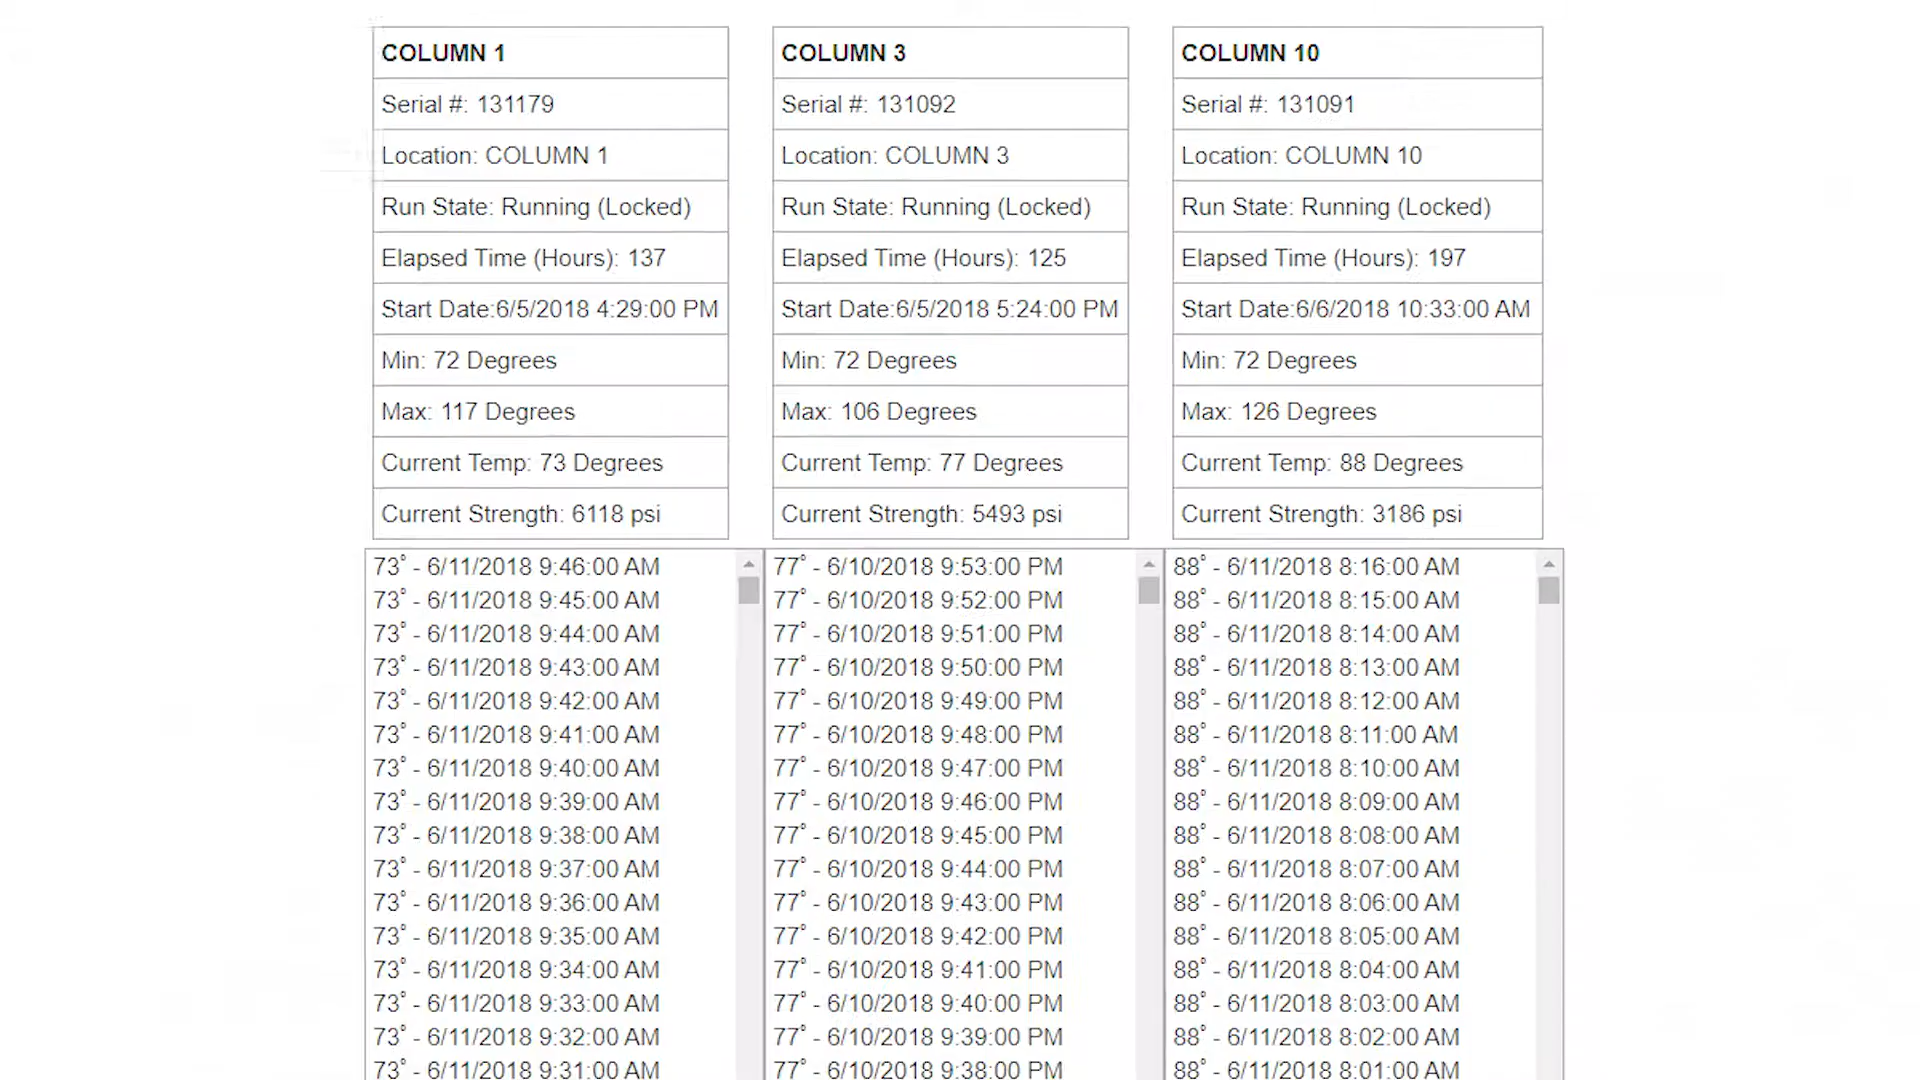 COLUMN 1
Serial #: 131179
Location: COLUMN 1
Run State: Running (Locked)
Elapsed Time (Hours): 137
Start Date:6/5/2018 4:29:00 PM
Min: 72 Degrees
Max: 117 Degrees
Current Temp: 73 Degrees
Current Strength: 6118 psi
73° - 6/11/2018 9:46:00 AM
73° - 6/11/2018 9:45:00 AM
73° - 6/11/2018 9:44:00 AM
73° - 6/11/2018 9:43:00 AM
73° - 6/11/2018 9:42:00 AM
73° - 6/11/2018 9:41:00 AM
73° - 6/11/2018 9:40:00 AM
73° - 6/11/2018 9:39:00 AM
73° - 6/11/2018 9:38:00 AM
73° - 6/11/2018 9:37:00 AM
73° - 6/11/2018 9:36:00 AM
73° - 6/11/2018 9:35:00 AM
73° - 6/11/2018 9:34:00 AM
73° - 6/11/2018 9:33:00 AM
73° - 6/11/2018 9:32:00 AM
73° - 6/11/2018 9:31:00 AM
COLUMN 3
Serial #: 131092
Location: COLUMN 3
Run State: Running (Locked)
Elapsed Time (Hours): 125
Start Date:6/5/2018 5:24:00 PM
Min: 72 Degrees
Max: 106 Degrees
Current Temp: 77 Degrees
Current Strength: 5493 psi
77° - 6/10/2018 9:53:00 PM
77° - 6/10/2018 9:52:00 PM
77° - 6/10/2018 9:51:00 PM
77° - 6/10/2018 9:50:00 PM
77° - 6/10/2018 9:49:00 PM
77° - 6/10/2018 9:48:00 PM
77° - 6/10/2018 9:47:00 PM
77° - 6/10/2018 9:46:00 PM
77° - 6/10/2018 9:45:00 PM
77° - 6/10/2018 9:44:00 PM
77° - 6/10/2018 9:43:00 PM
77° - 6/10/2018 9:42:00 PM
77° - 6/10/2018 9:41:00 PM
77° - 6/10/2018 9:40:00 PM
77° - 6/10/2018 9:39:00 PM
77° - 6/10/2018 9:38:00 PM
COLUMN 10
Serial #: 131091
Location: COLUMN 10
Run State: Running (Locked)
Elapsed Time (Hours): 197
Start Date:6/6/2018 10:33:00 AM
Min: 72 Degrees
Max: 126 Degrees
Current Temp: 88 Degrees
Current Strength: 3186 psi
88° - 6/11/2018 8:16:00 AM
88° - 6/11/2018 8:15:00 AM
88° - 6/11/2018 8:14:00 AM
88° - 6/11/2018 8:13:00 AM
88° - 6/11/2018 8:12:00 AM
88° - 6/11/2018 8:11:00 AM
88° - 6/11/2018 8:10:00 AM
88° - 6/11/2018 8:09:00 AM
88° - 6/11/2018 8:08:00 AM
88° - 6/11/2018 8:07:00 AM
88° - 6/11/2018 8:06:00 AM
88° - 6/11/2018 8:05:00 AM
88° - 6/11/2018 8:04:00 AM
88° - 6/11/2018 8:03:00 AM
88° - 6/11/2018 8:02:00 AM
88° - 6/11/2018 8:01:00 AM